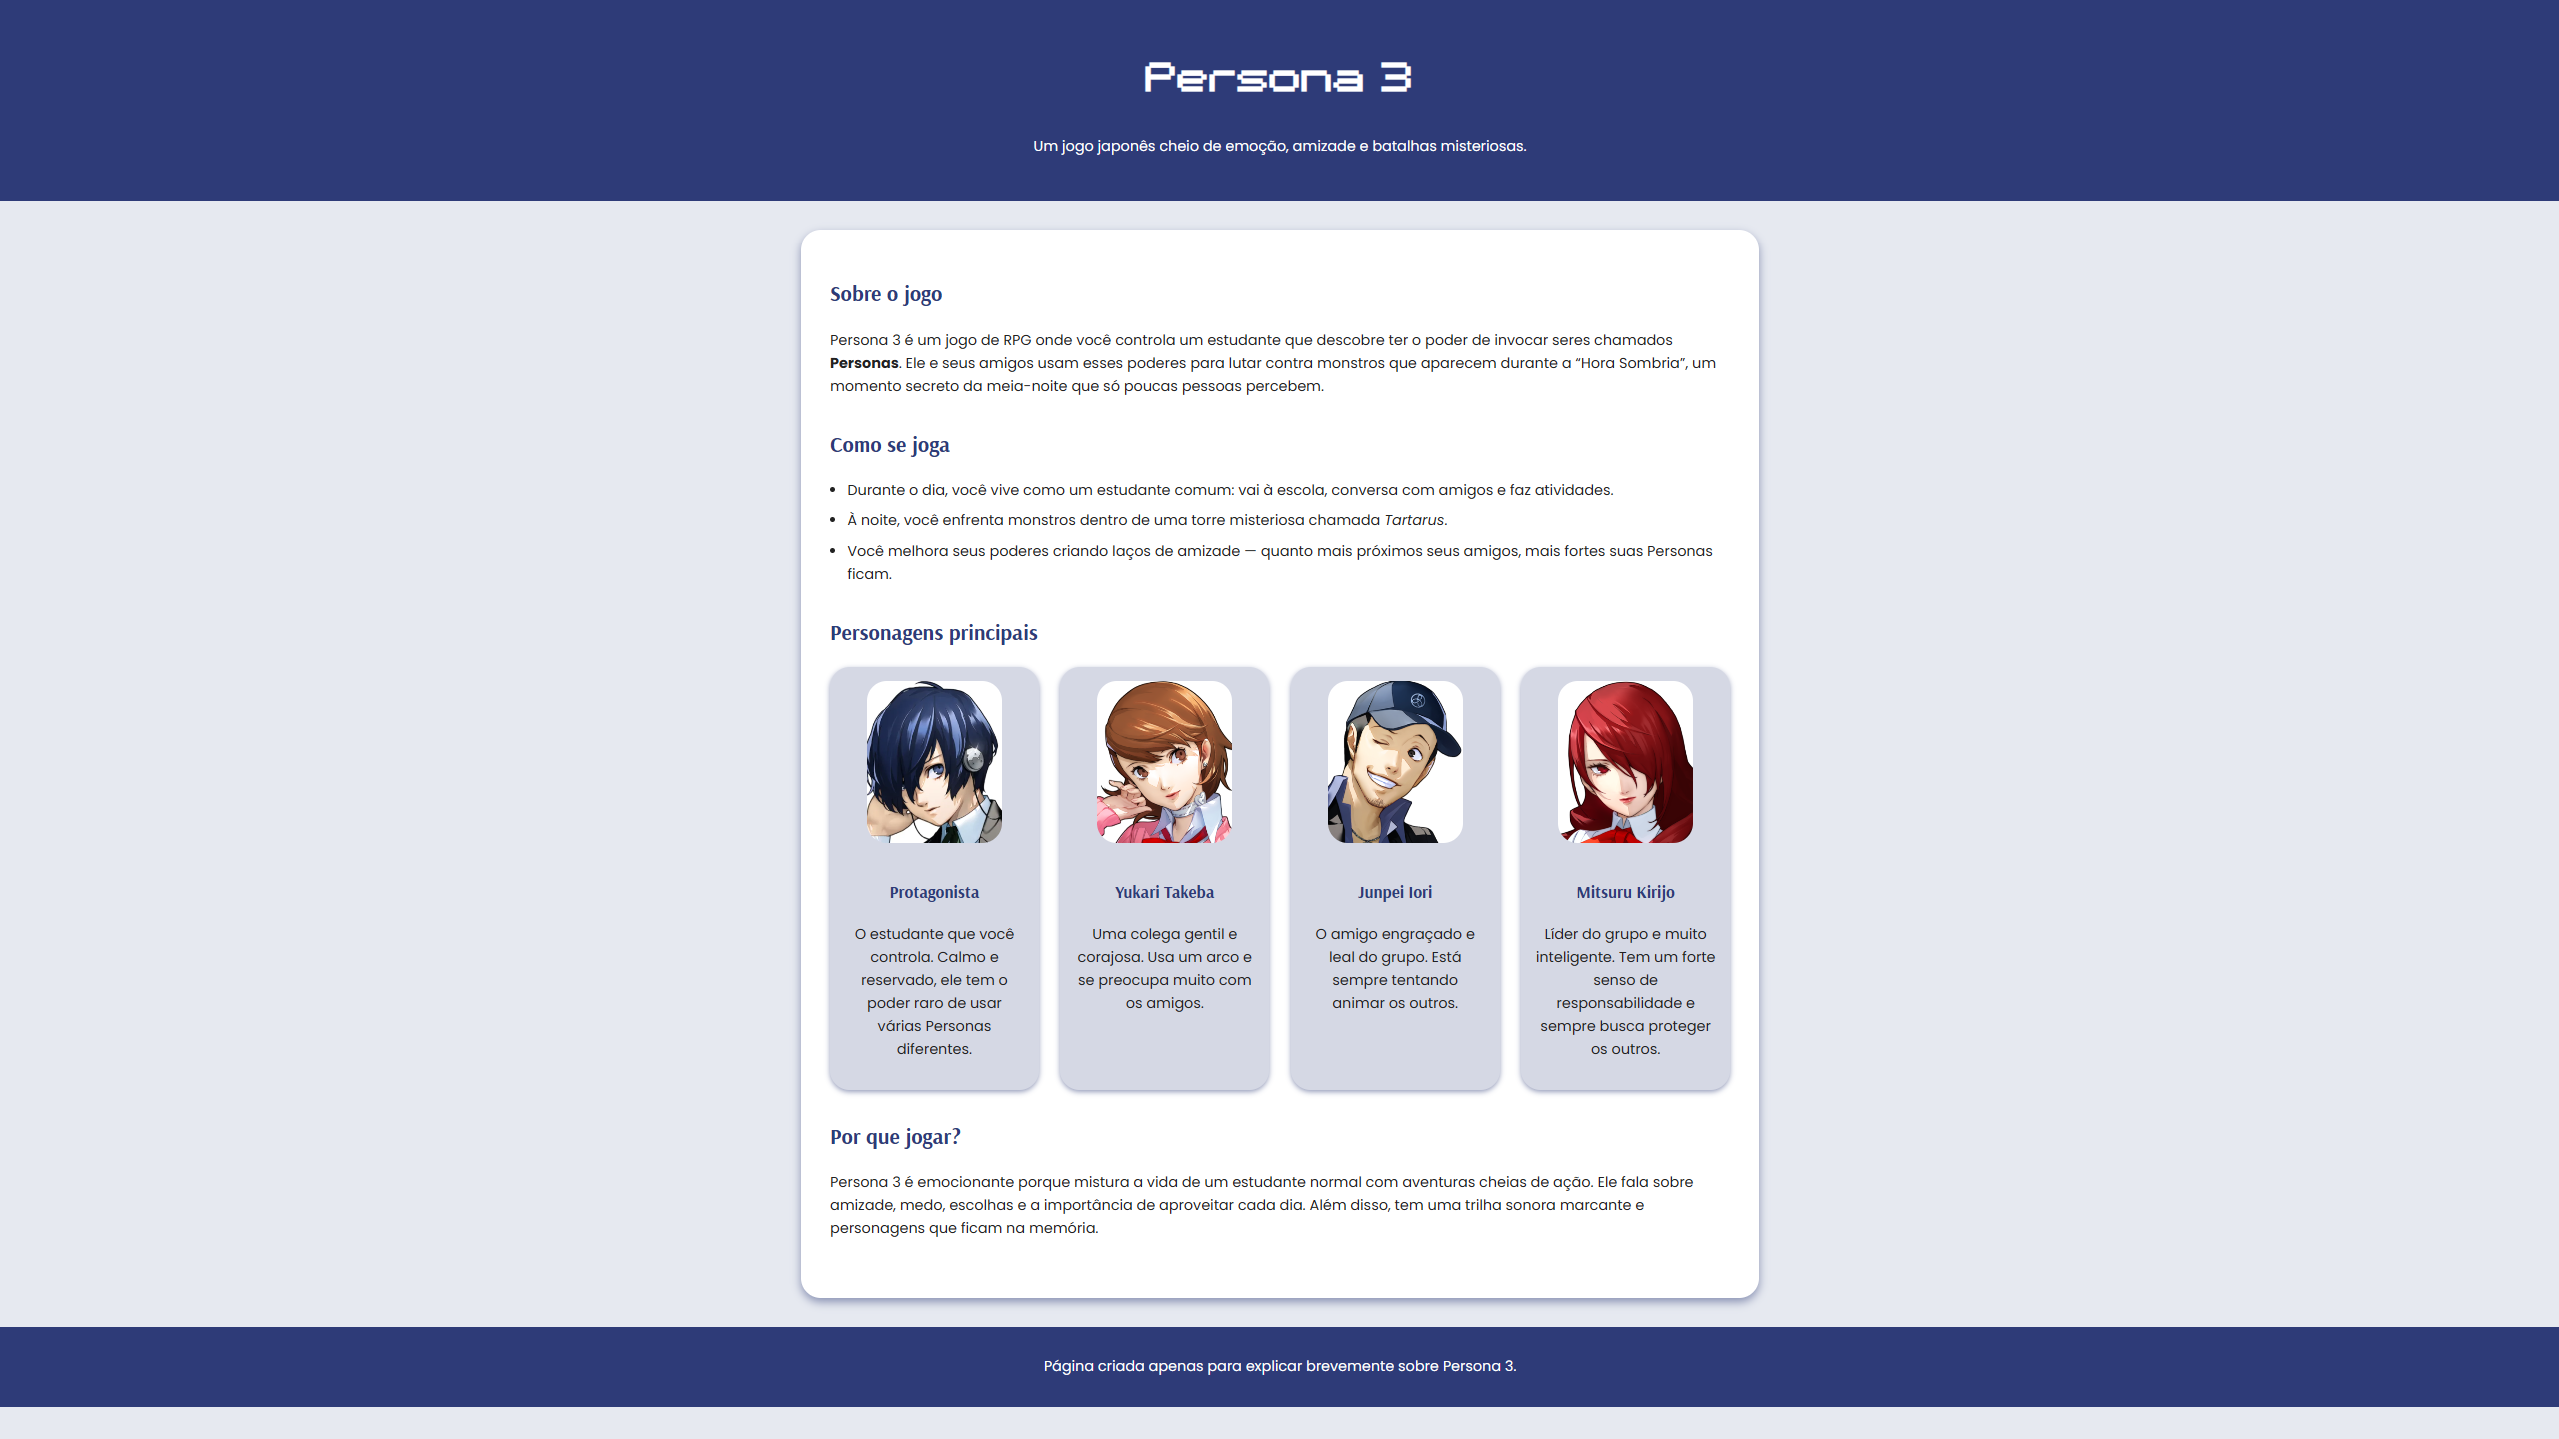 Persona 3
Um jogo japonês cheio de emoção, amizade e batalhas misteriosas.
Sobre o jogo
Persona 3 é um jogo de RPG onde você controla um estudante que descobre ter o poder de invocar seres chamados
Personas. Ele e seus amigos usam esses poderes para lutar contra monstros que aparecem durante a “Hora Sombria”, um
momento secreto da meia-noite que só poucas pessoas percebem.
Como se joga
• Durante o dia, você vive como um estudante comum: vai à escola, conversa com amigos e faz atividades.
• À noite, você enfrenta monstros dentro de uma torre misteriosa chamada Tartarus.
• Você melhora seus poderes criando laços de amizade — quanto mais próximos seus amigos, mais fortes suas Personas
ficam.
Personagens principais
Protagonista
O estudante que você
controla. Calmo e
reservado, ele tem o
poder raro de usar
várias Personas
diferentes.
Yukari Takeba
Uma colega gentil e
corajosa. Usa um arco e
se preocupa muito com
os amigos.
Junpei Iori
O amigo engraçado e
leal do grupo. Está
sempre tentando
animar os outros.
Mitsuru Kirijo
Líder do grupo e muito
inteligente. Tem um forte
senso de
responsabilidade e
sempre busca proteger
os outros.
Por que jogar?
Persona 3 é emocionante porque mistura a vida de um estudante normal com aventuras cheias de ação. Ele fala sobre
amizade, medo, escolhas e a importância de aproveitar cada dia. Além disso, tem uma trilha sonora marcante e
personagens que ficam na memória.
Página criada apenas para explicar brevemente sobre Persona 3.